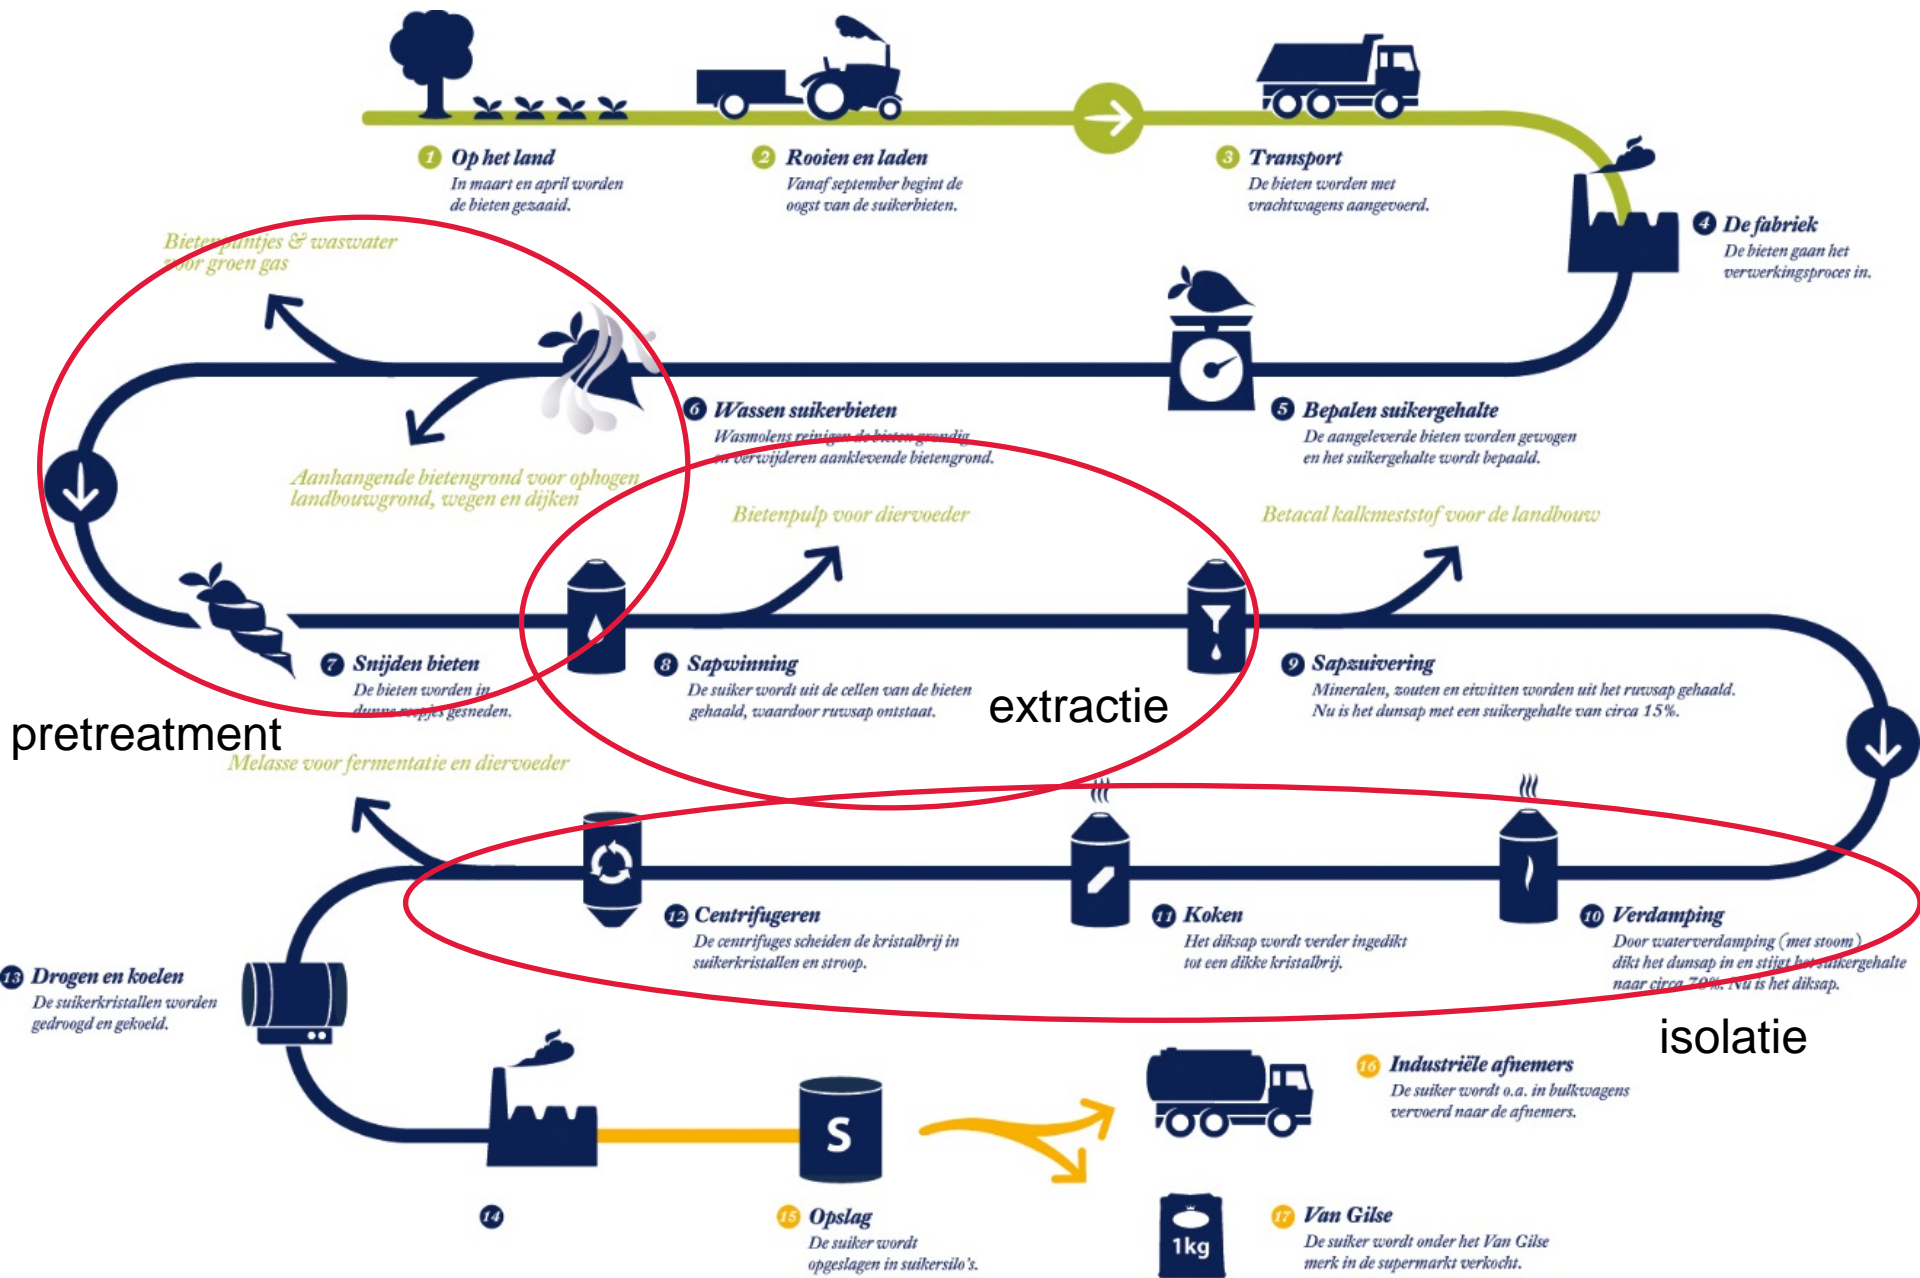 1 Op het land
In maart en april worden
de bieten gezaaid.
2 Rooien en laden
Vanaf september begint de
oogst van de suikerbieten.
3 Transport
De bieten worden met
vrachtwagens aangevoerd.
4 De fabriek
De bieten gaan het
verwerkingsproces in.
Bietenpuntjes & waswater
voor groen gas
6 Wassen suikerbieten
Wasmolens reinigen de bieten grondig
en verwijderen aanklevende bietengrond.
5 Bepalen suikergehalte
De aangeleverde bieten worden gewogen
en het suikergehalte wordt bepaald.
Aanhangende bietengrond voor ophogen
landbouwgrond, wegen en dijken
Bietenpulp voor diervoeder
Betacal kalkmeststof voor de landbouw
7 Snijden bieten
De bieten worden in
dunne reepjes gesneden.
8 Sapwinning
De suiker wordt uit de cellen van de bieten
gehaald, waardoor ruwsap ontstaat.
9 Sapzuivering
Mineralen, zouten en eiwitten worden uit het ruwsap gehaald.
Nu is het dunsap met een suikergehalte van circa 15%.
extractie
pretreatment
Melasse voor fermentatie en diervoeder
12 Centrifugeren
De centrifuges scheiden de kristalbrij in
suikerkristallen en stroop.
11 Koken
Het diksap wordt verder ingedikt
tot een dikke kristalbrij.
10 Verdamping
Door waterverdamping (met stoom)
dikt het dunsap in en stijgt het suikergehalte
naar circa 70%. Nu is het diksap.
13 Drogen en koelen
De suikerkristallen worden
gedroogd en gekoeld.
isolatie
16 Industriële afnemers
De suiker wordt o.a. in bulkwagens
vervoerd naar de afnemers.
S
14
15 Opslag
De suiker wordt
opgeslagen in suikersilo's.
1kg
17 Van Gilse
De suiker wordt onder het Van Gilse
merk in de supermarkt verkocht.